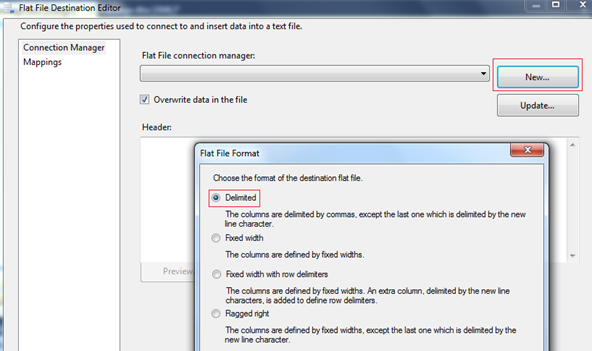 Flat File Destination Editor
Configure the properties used to connect to and insert data into a text file.
Connection Manager
Mappings
Flat File connection manager:
New...
Overwrite data in the file
Update...
Header:
Flat File Format
Choose the format of the destination flat file.
Delimited
The columns are delimited by commas, except the last one which is delimited by the new
line character.
Fixed width
The columns are defined by fixed widths.
Fixed width with row delimiters
The columns are defined by fixed widths. An extra column, delimited by the new line
characters, is added to define row delimiters.
Ragged right
The columns are defined by fixed widths, except the last one which is delimited by the
new line character.
Preview